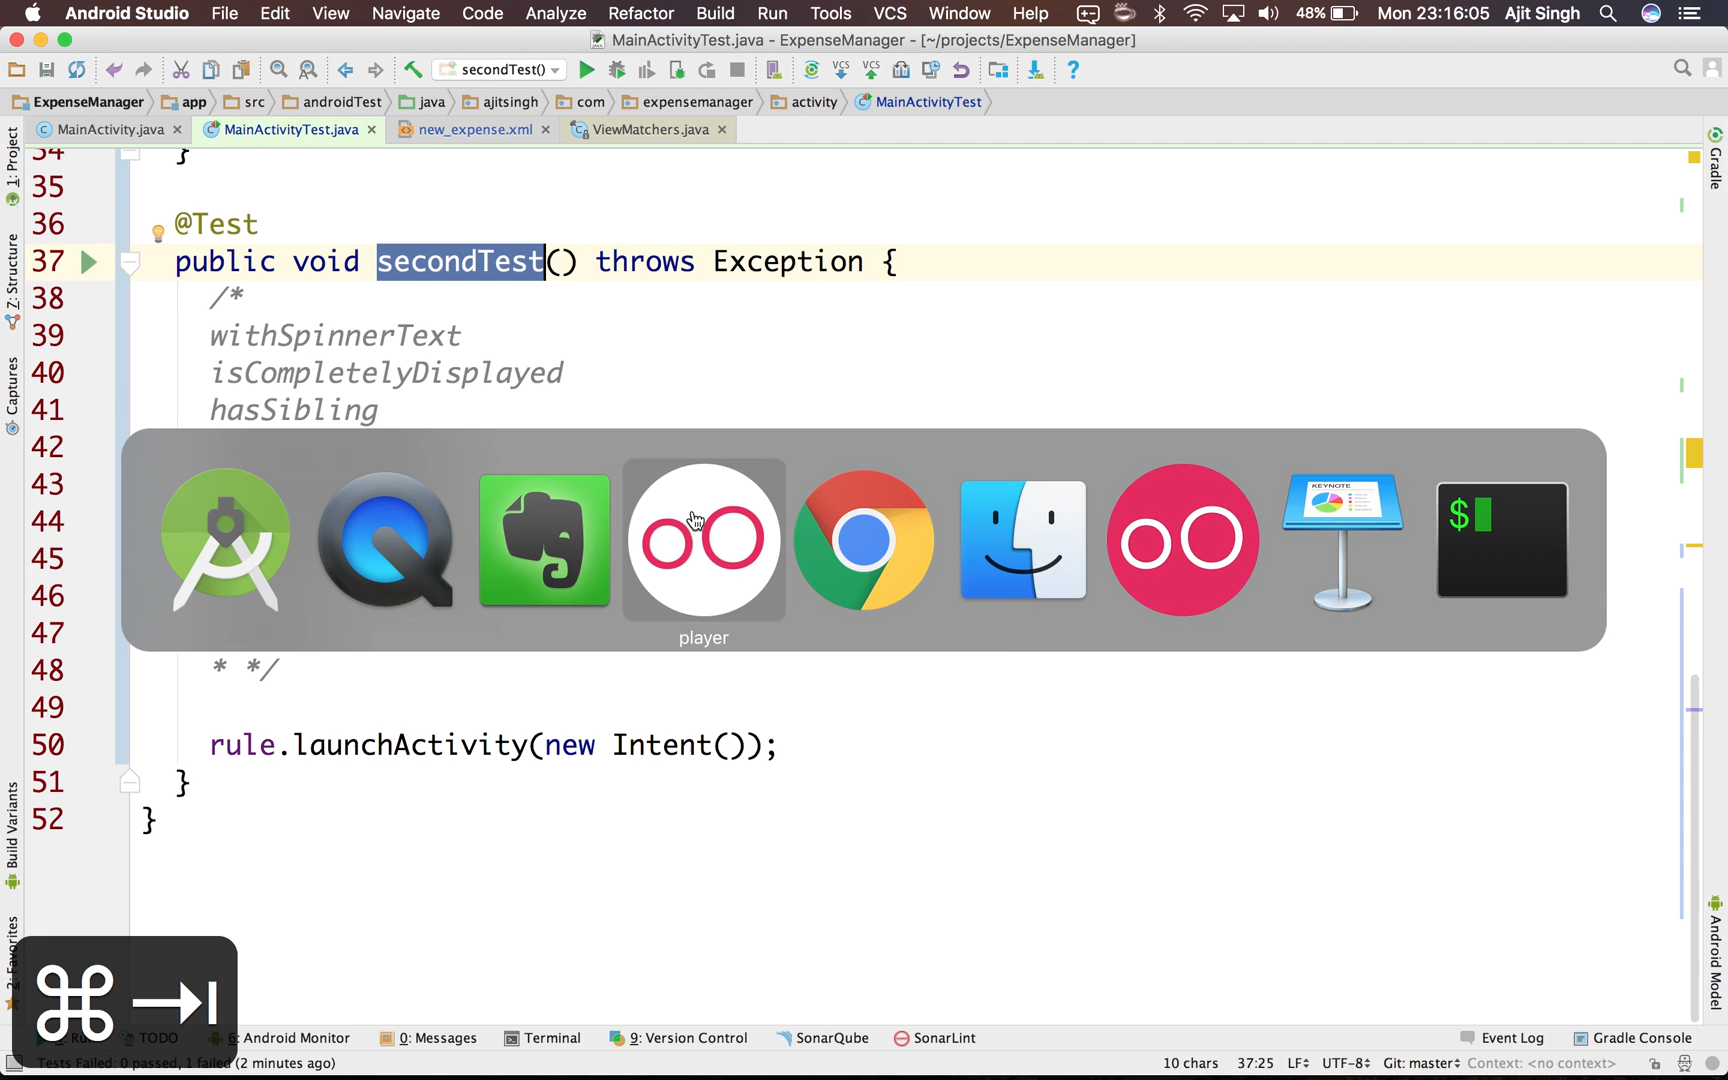 Android Studio File Edit View Navigate Code Analyze Refactor Build Run Tools VCS Window Help 48% Mon 23:16:05 Ajit Singh
MainActivityTest.java - ExpenseManager - [~/projects/ExpenseManager]
secondTest() VCS VCS ?
ExpenseManager app src androidTest java ajitsingh com expensemanager activity MainActivityTest
MainActivity.java MainActivityTest.java new_expense.xml ViewMatchers.java
1: Project
Z: Structure
Captures
Build Variants
2: Favorites
Gradle
Android Model
34 }
35
36 @Test
37 public void secondTest() throws Exception {
38 /*
39 withSpinnerText
40 isCompletelyDisplayed
41 hasSibling
42
43
44
45
46
47
48 * */
49
50 rule.launchActivity(new Intent());
51 }
52 }
KEYNOTE
$
player
TODO 6: Android Monitor 0: Messages Terminal 9: Version Control SonarQube SonarLint Event Log Gradle Console
Tests Failed: 0 passed, 1 failed (2 minutes ago) 10 chars 37:25 LF UTF-8 Git: master Context: <no context>